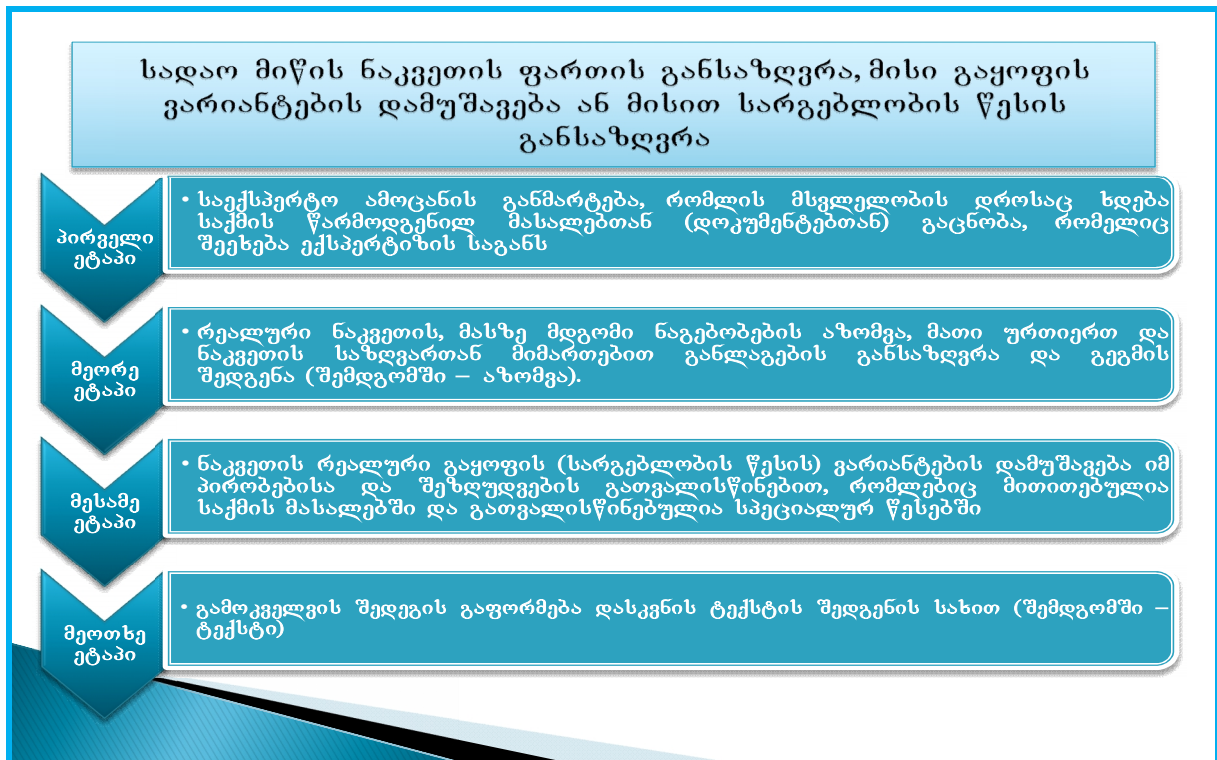 სადაო მიწის ნაკვეთის ფართის განსაზღვრა, მისი გაყოფის
ვარიანტების დამუშავება ან მისით სარგებლობის წესის
განსაზღვრა
პირველი
ეტაპი
• საექსპერტო ამოცანის განმარტება, რომლის მსვლელობის დროსაც ხდება
საქმის წარმოდგენილ მასალებთან (დოკუმენტებთან) გაცნობა, რომელიც
შეეხება ექსპერტიზის საგანს
მეორე
ეტაპი
• რეალური ნაკვეთის, მასზე მდგომი ნაგებობების აზომვა, მათი ურთიერთ და
ნაკვეთის საზღვართან მიმართებით განლაგების განსაზღვრა და გეგმის
შედგენა (შემდგომში – აზომვა).
მესამე
ეტაპი
• ნაკვეთის რეალური გაყოფის (სარგებლობის წესის) ვარიანტების დამუშავება იმ
პირობებისა და შეზღუდვების გათვალისწინებით, რომლებიც მითითებულია
საქმის მასალებში და გათვალისწინებულია სპეციალურ წესებში
მეოთხე
ეტაპი
• გამოკველვის შედეგის გაფორმება დასკვნის ტექსტის შედგენის სახით (შემდგომში –
ტექსტი)